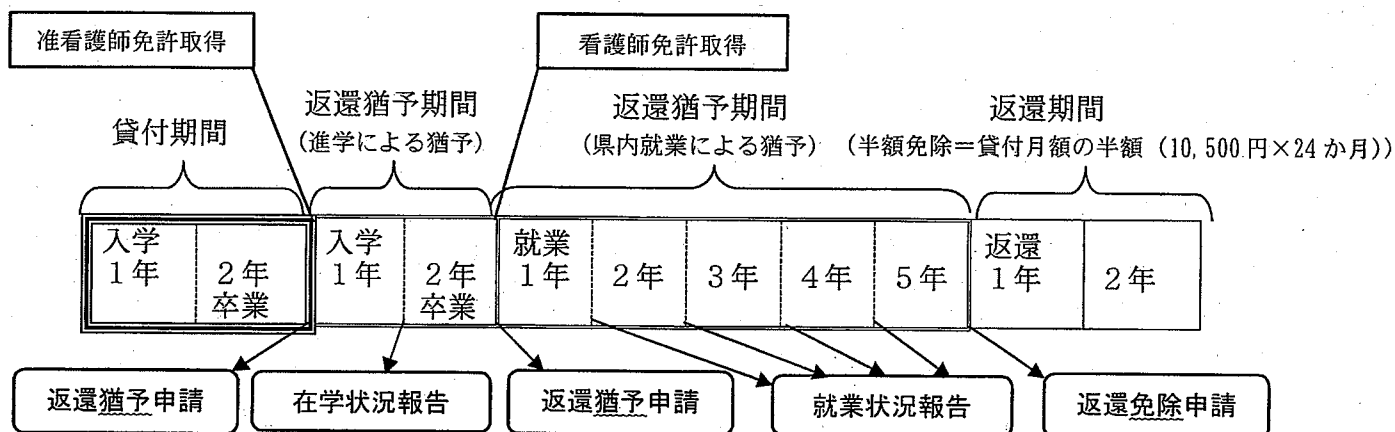 准看護師免許取得
看護師免許取得
貸付期間
返還猶予期間
(進学による猶予)
返還猶予期間
(県内就業による猶予)
返還期間
(半額免除=貸付月額の半額(10,500円×24か月))
入学
1年
2年
卒業
入学
1年
2年
卒業
就業
1年
2年
3年
4年
5年
返還
1年
2年
返還猶予申請
在学状況報告
返還猶予申請
就業状況報告
返還免除申請